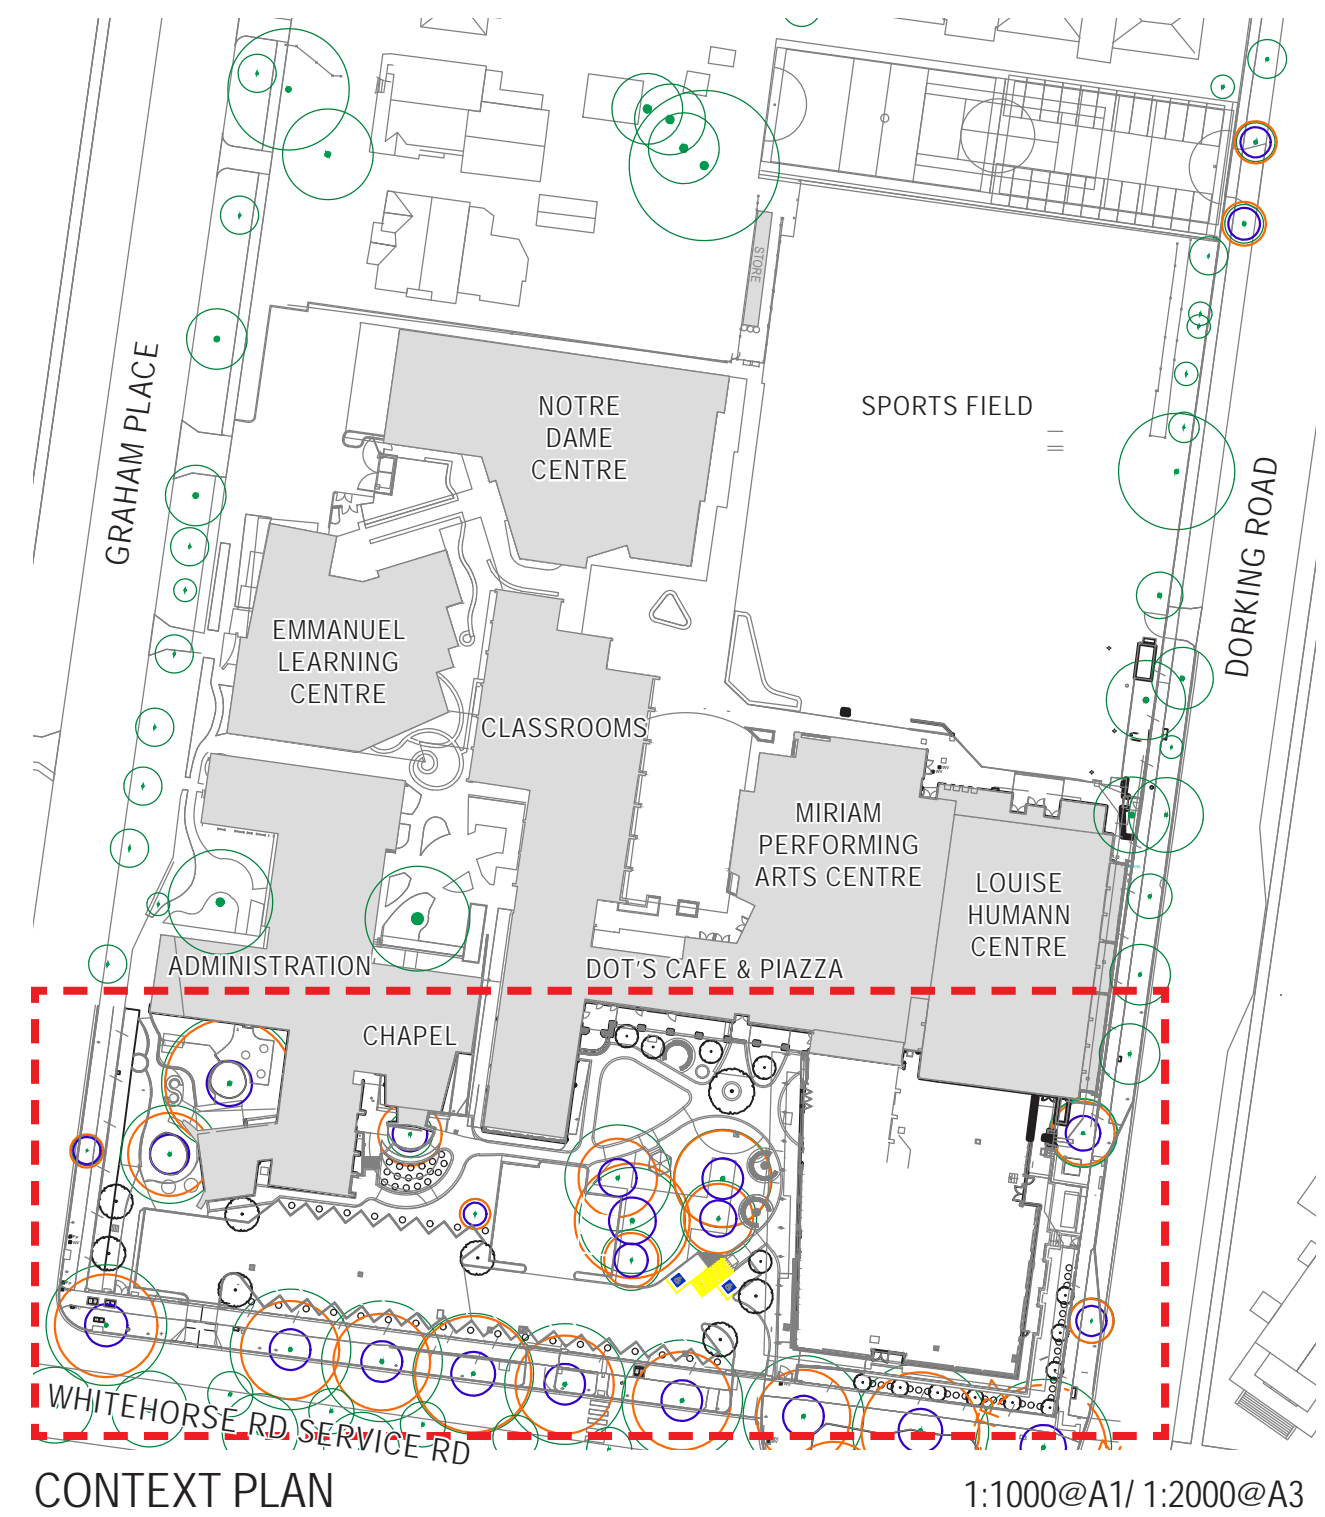 STORE
NOTRE
DAME
CENTRE
SPORTS FIELD
GRAHAM PLACE
DORKING ROAD
EMMANUEL
LEARNING
CENTRE
CLASSROOMS
MIRIAM
PERFORMING
ARTS CENTRE
LOUISE
HUMANN
CENTRE
ADMINISTRATION
DOT'S CAFE & PIAZZA
CHAPEL
WHITEHORSE RD SERVICE RD
CONTEXT PLAN
1:1000@A1/ 1:2000@A3